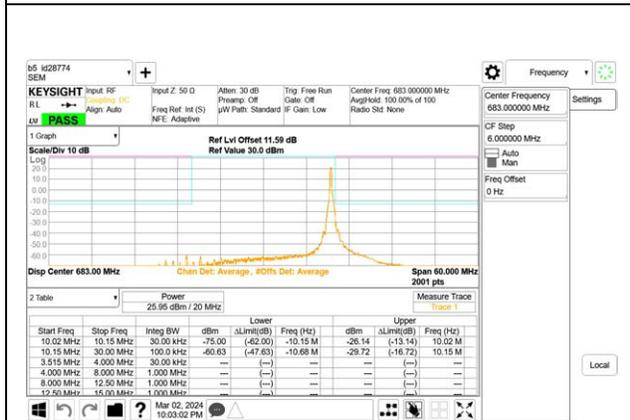 b5 id28774
SEM
Frequency
KEYSIGHT Input: RF Input Z: 50 Ω Atten: 30 dB Trig: Free Run Center Freq: 683.000000 MHz
RL Coupling: DC Preamp: Off Gate: Off Avg|Hold: 100.00% of 100
Align: Auto Freq Ref: Int (S) µW Path: Standard IF Gain: Low Radio Std: None
LVI PASS NFE: Adaptive
Center Frequency
683.000000 MHz
Settings
CF Step
6.000000 MHz
Auto
Man
Freq Offset
0 Hz
1 Graph
Ref Lvl Offset 11.59 dB
Scale/Div 10 dB Ref Value 30.0 dBm
Log
20.0
10.0
0.00
-10.0
-20.0
-30.0
-40.0
-50.0
-60.0
Disp Center 683.00 MHz Chan Det: Average , #Offs Det: Average Span 60.000 MHz
2001 pts
2 Table Power Measure Trace
25.95 dBm / 20 MHz Trace 1
Lower Upper
Start Freq Stop Freq Integ BW dBm ΔLimit(dB) Freq (Hz) dBm ΔLimit(dB) Freq (Hz)
10.02 MHz 10.15 MHz 30.00 kHz -75.00 (-62.00) -10.15 M -26.14 (-13.14) 10.02 M
10.15 MHz 30.00 MHz 100.0 kHz -60.63 (-47.63) -10.68 M -29.72 (-16.72) 10.15 M
3.515 MHz 4.000 MHz 30.00 kHz --- (---) --- --- (---) ---
4.000 MHz 8.000 MHz 1.000 MHz --- (---) --- --- (---) ---
8.000 MHz 12.50 MHz 1.000 MHz --- (---) --- --- (---) ---
12.50 MHz 15.00 MHz 1.000 MHz --- (---) --- --- (---) ---
Local
Mar 02, 2024
10:03:02 PM